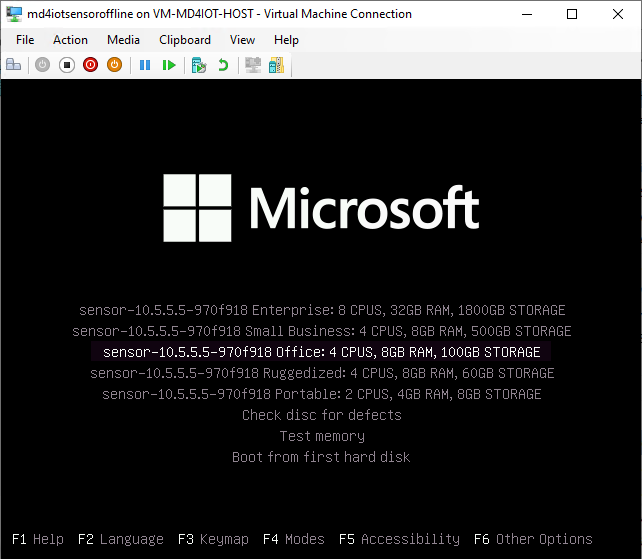 md4iotsensoroffline on VM-MD4IOT-HOST - Virtual Machine Connection
File Action Media Clipboard View Help
Microsoft
sensor-10.5.5.5-970f918 Enterprise: 8 CPUS, 32GB RAM, 1800GB STORAGE
sensor-10.5.5.5-970f918 Small Business: 4 CPUS, 8GB RAM, 500GB STORAGE
sensor-10.5.5.5-970f918 Office: 4 CPUS, 8GB RAM, 100GB STORAGE
sensor-10.5.5.5-970f918 Ruggedized: 4 CPUS, 8GB RAM, 60GB STORAGE
sensor-10.5.5.5-970f918 Portable: 2 CPUS, 4GB RAM, 8GB STORAGE
Check disc for defects
Test memory
Boot from first hard disk
F1 Help F2 Language F3 Keymap F4 Modes F5 Accessibility F6 Other Options